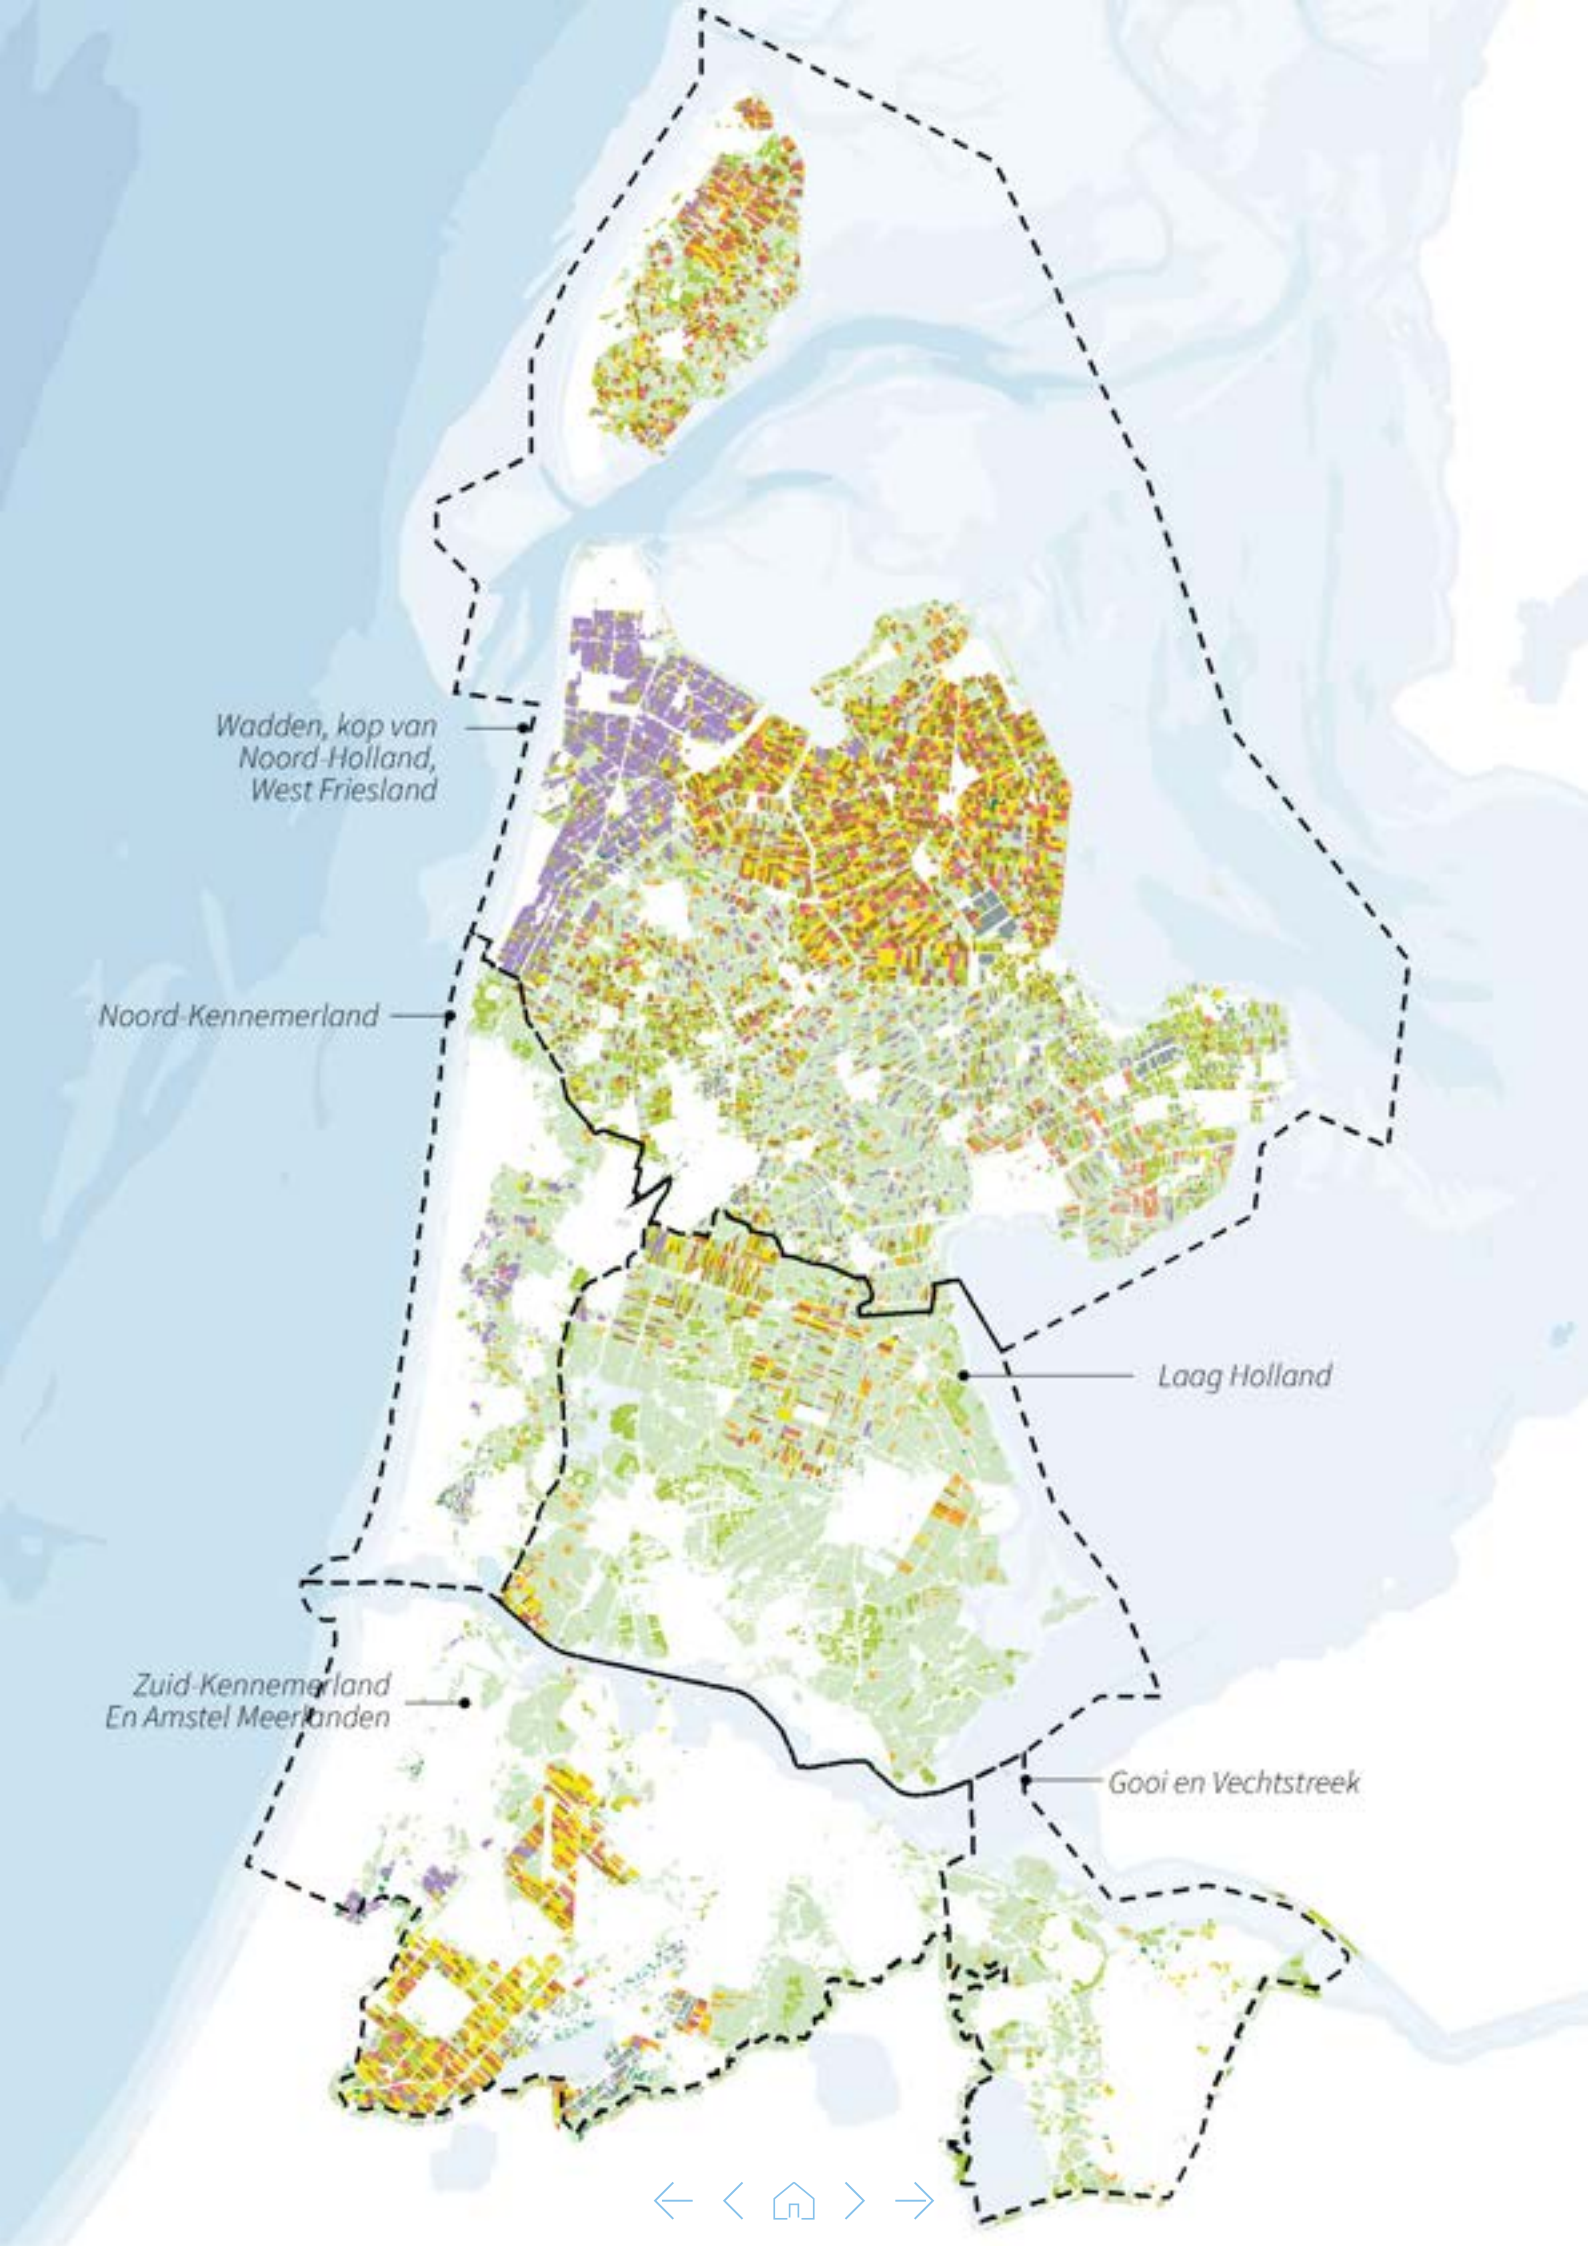 Wadden, kop van
Noord-Holland,
West Friesland
Noord-Kennemerland
Laag Holland
Zuid-Kennemerland
En Amstel Meerlanden
Gooi en Vechtstreek